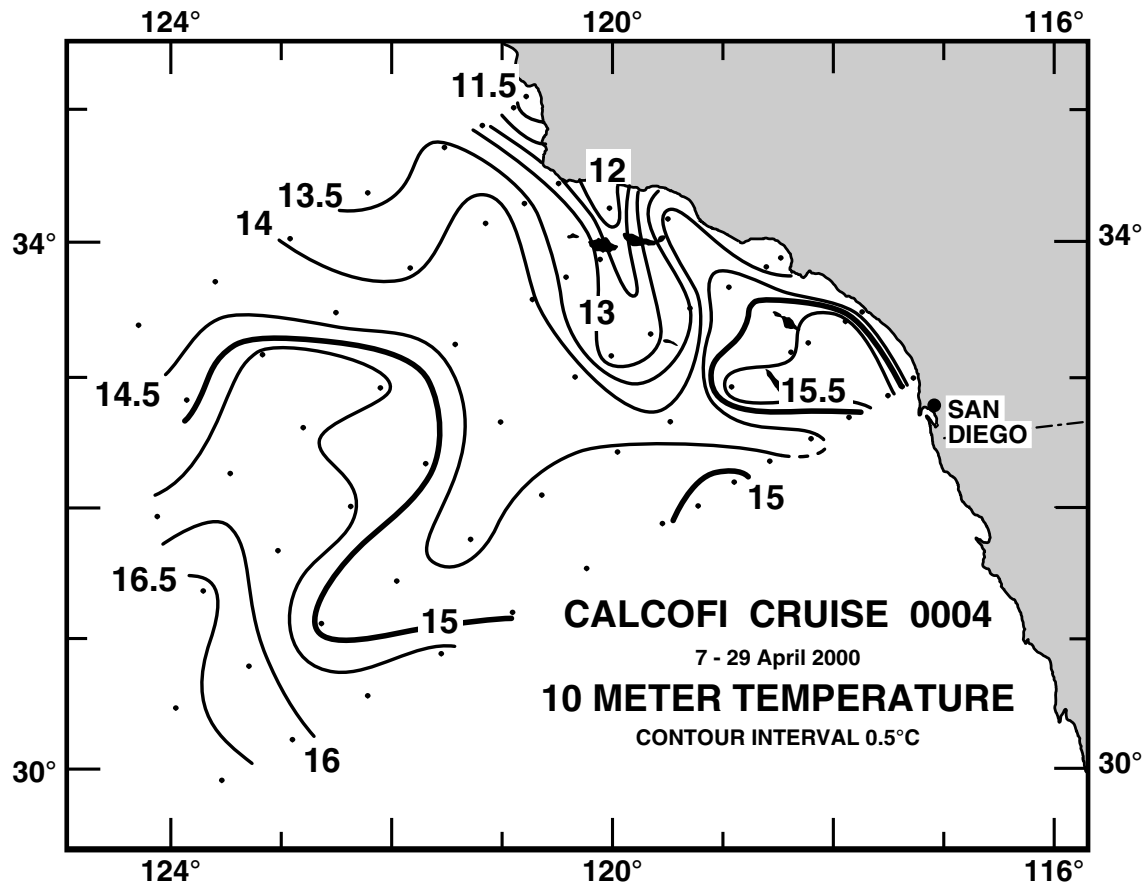 124° 120° 116°
11.5
12
13.5
14
34° 34°
13
14.5
15.5
SAN
DIEGO
15
16.5
CALCOFI CRUISE 0004
15
7 - 29 April 2000
10 METER TEMPERATURE
CONTOUR INTERVAL 0.5°C
16
30° 30°
124° 120° 116°